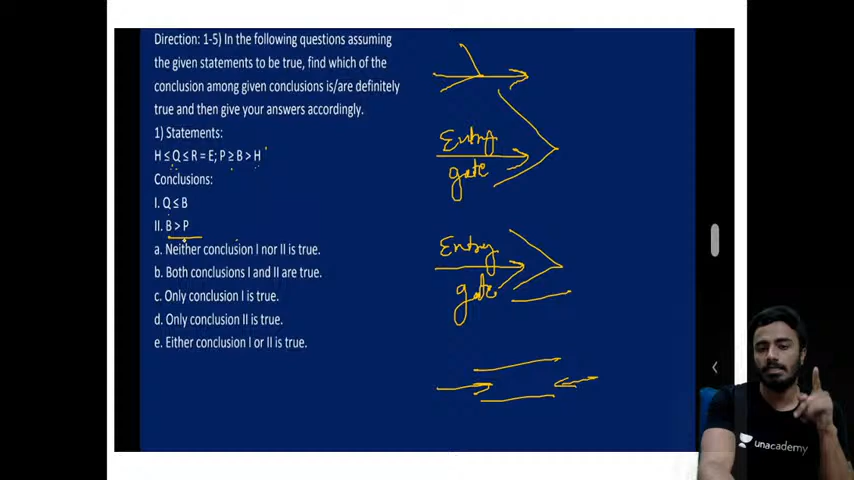 Direction: 1-5) In the following questions assuming
the given statements to be true, find which of the
conclusion among given conclusions is/are definitely
true and then give your answers accordingly.
1) Statements:
H ≤ Q ≤ R = E; P ≥ B > H
Conclusions:
I. Q ≤ B
II. B > P
a. Neither conclusion I nor II is true.
b. Both conclusions I and II are true.
c. Only conclusion I is true.
d. Only conclusion II is true.
e. Either conclusion I or II is true.
Entry
gate
Entry
gate
unacademy